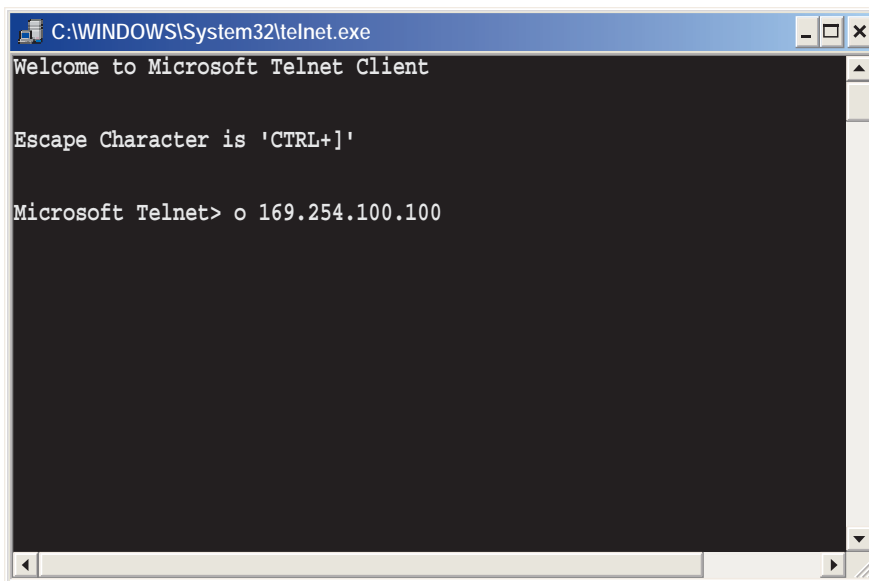 C:\WINDOWS\System32\telnet.exe
Welcome to Microsoft Telnet Client
Escape Character is 'CTRL+]'
Microsoft Telnet> o 169.254.100.100